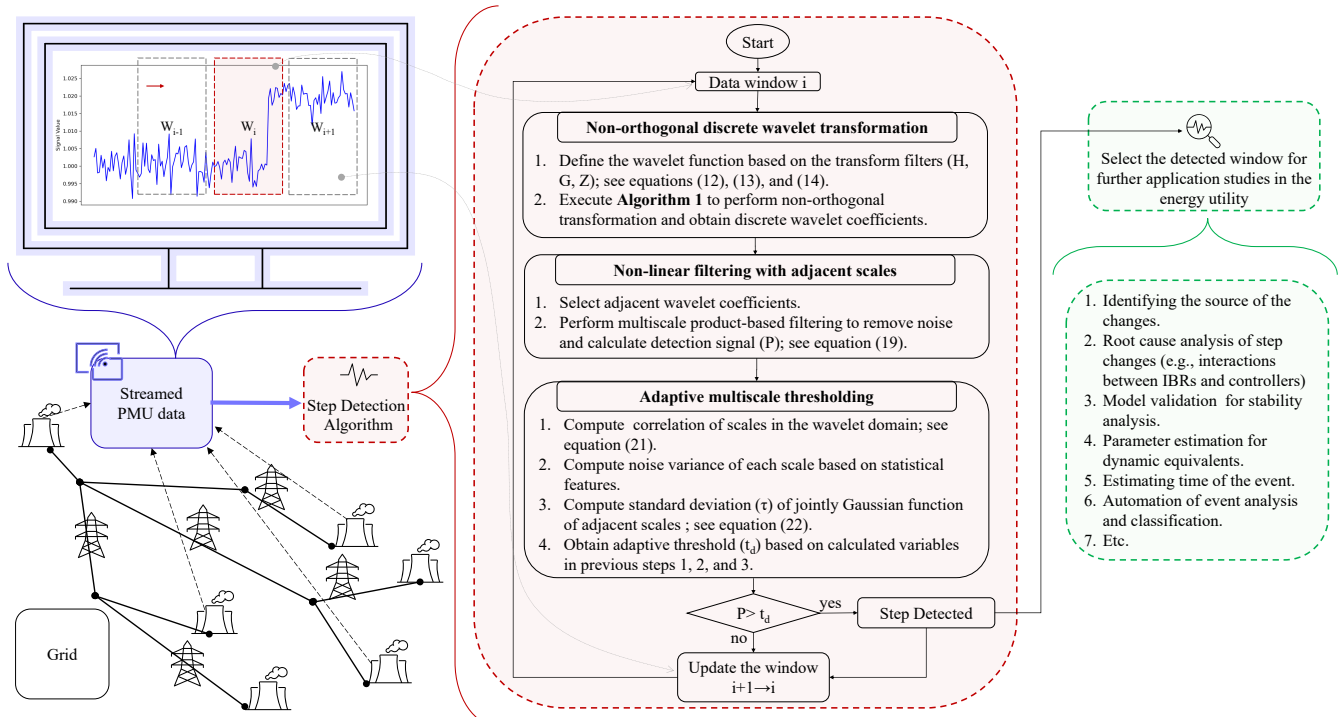 1.025
1.020
1.015
1.010
1.005
1.000
0.995
0.990
Signal Value
W_{i-1}
W_i
W_{i+1}
Streamed
PMU data
Step Detection
Algorithm
Grid
Start
Data window i
Non-orthogonal discrete wavelet transformation
1. Define the wavelet function based on the transform filters (H,
G, Z); see equations (12), (13), and (14).
2. Execute Algorithm 1 to perform non-orthogonal
transformation and obtain discrete wavelet coefficients.
Non-linear filtering with adjacent scales
1. Select adjacent wavelet coefficients.
2. Perform multiscale product-based filtering to remove noise
and calculate detection signal (P); see equation (19).
Adaptive multiscale thresholding
1. Compute correlation of scales in the wavelet domain; see
equation (21).
2. Compute noise variance of each scale based on statistical
features.
3. Compute standard deviation (τ) of jointly Gaussian function
of adjacent scales ; see equation (22).
4. Obtain adaptive threshold (t_d) based on calculated variables
in previous steps 1, 2, and 3.
P> t_d
yes
Step Detected
no
Update the window
i+1→i
Select the detected window for
further application studies in the
energy utility
1. Identifying the source of the
changes.
2. Root cause analysis of step
changes (e.g., interactions
between IBRs and controllers)
3. Model validation for stability
analysis.
4. Parameter estimation for
dynamic equivalents.
5. Estimating time of the event.
6. Automation of event analysis
and classification.
7. Etc.